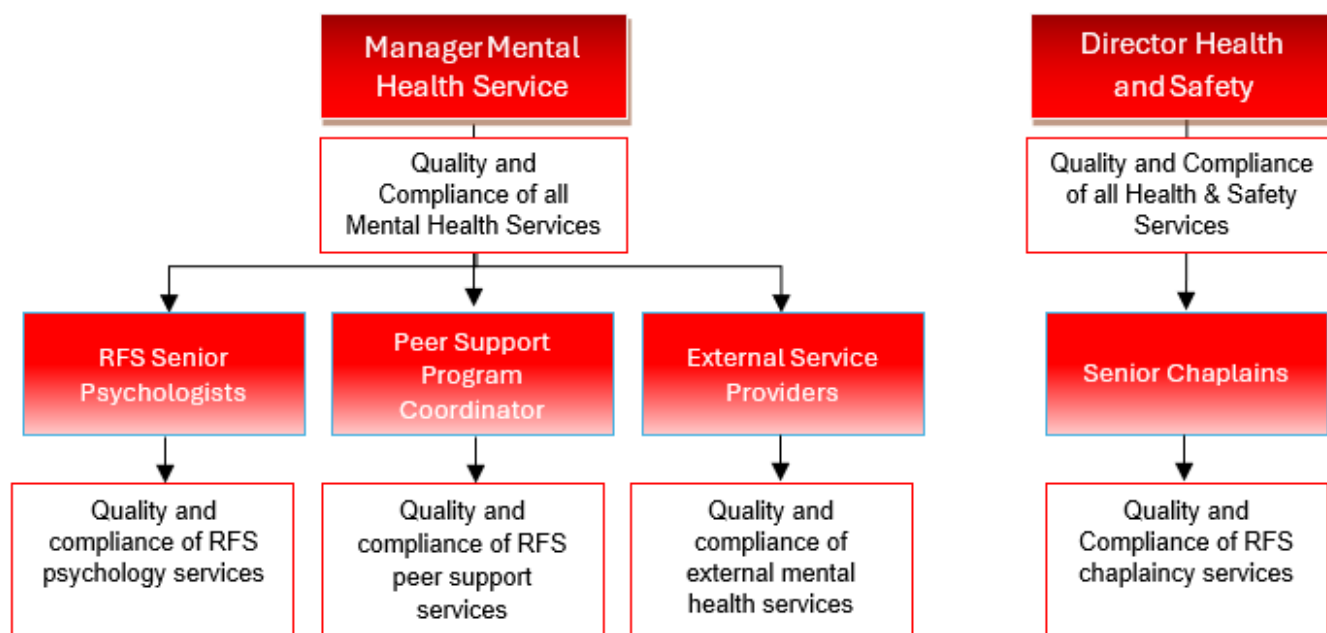 Manager Mental
Health Service
Director Health
and Safety
Quality and
Compliance of all
Mental Health Services
Quality and Compliance
of all Health & Safety
Services
RFS Senior
Psychologists
Peer Support
Program
Coordinator
External Service
Providers
Senior Chaplains
Quality and
compliance of RFS
psychology services
Quality and
compliance of RFS
peer support
services
Quality and
compliance of
external mental
health services
Quality and
Compliance of RFS
chaplaincy services